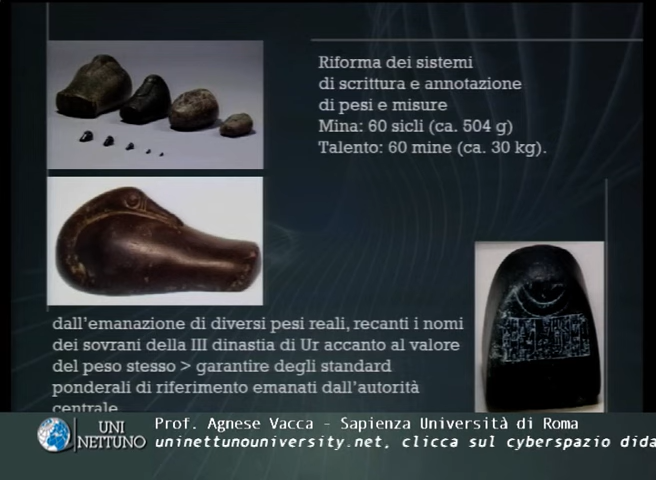 Riforma dei sistemi
di scrittura e annotazione
di pesi e misure
Mina: 60 sicli (ca. 504 g)
Talento: 60 mine (ca. 30 kg).
dall'emanazione di diversi pesi reali, recanti i nomi
dei sovrani della III dinastia di Ur accanto al valore
del peso stesso > garantire degli standard
ponderali di riferimento emanati dall'autorità
centrale
UNI
NETTUNO
Prof. Agnese Vacca - Sapienza Università di Roma
uninettunouniversity.net, clicca sul cyberspazio dida